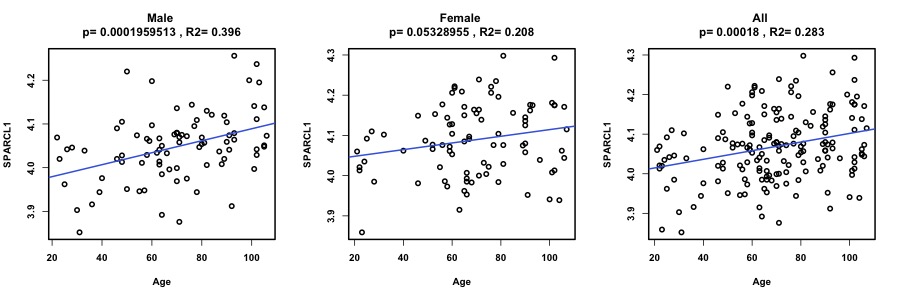 Male
p= 0.0001959513 , R2= 0.396
SPARCL1
4.2
4.1
4.0
3.9
20 40 60 80 100
Age
Female
p= 0.05328955 , R2= 0.208
SPARCL1
4.3
4.2
4.1
4.0
3.9
20 40 60 80 100
Age
All
p= 0.00018 , R2= 0.283
SPARCL1
4.3
4.2
4.1
4.0
3.9
20 40 60 80 100
Age